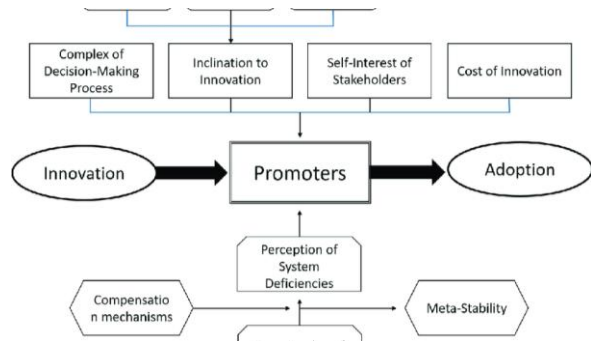 Complex of
Decision-Making
Process
Inclination to
Innovation
Self-Interest of
Stakeholders
Cost of Innovation
Innovation
Promoters
Adoption
Perception of
System
Deficiencies
Compensatio
n mechanisms
Meta-Stability